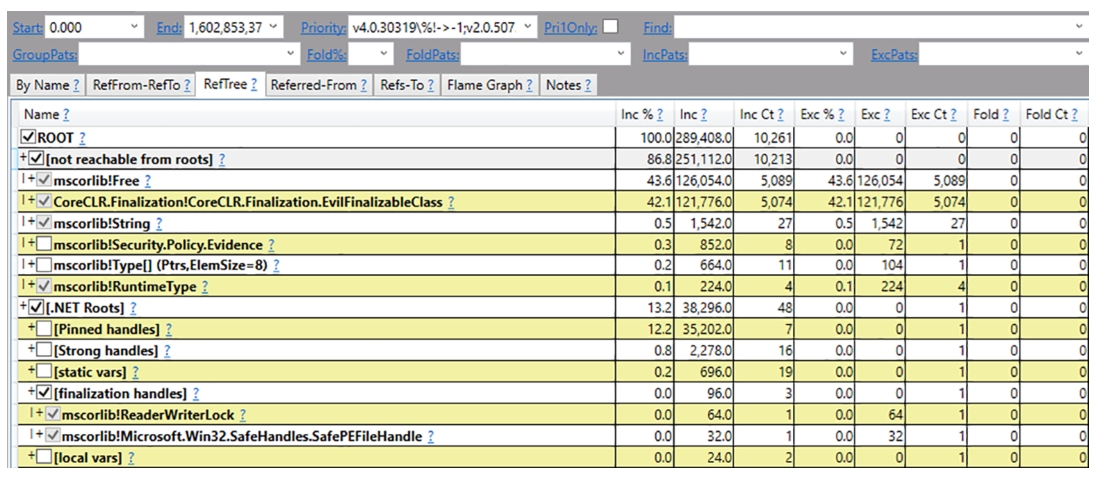 Start: 0.000 End: 1,602,853,37 Priority: v4.0.30319\%!->-1;v2.0.507. Pri1Only: Find:
GroupPats: Fold%: FoldPats: IncPats: ExcPats:
By Name ? RefFrom-RefTo ? RefTree ? Referred-From ? Refs-To ? Flame Graph ? Notes ?
Name ? Inc % ? Inc ? Inc Ct ? Exc % ? Exc ? Exc Ct ? Fold ? Fold Ct ?
ROOT ? 100.0 289,408.0 10,261 0.0 0 0 0 0
+ [not reachable from roots] ? 86.8 251,112.0 10,213 0.0 0 0 0 0
|+ mscorlib!Free ? 43.6 126,054.0 5,089 43.6 126,054 5,089 0 0
|+ CoreCLR.Finalization!CoreCLR.Finalization.EvilFinalizableClass ? 42.1 121,776.0 5,074 42.1 121,776 5,074 0 0
|+ mscorlib!String ? 0.5 1,542.0 27 0.5 1,542 27 0 0
|+ mscorlib!Security.Policy.Evidence ? 0.3 852.0 8 0.0 72 1 0 0
|+ mscorlib!Type[] (Ptrs,ElemSize=8) ? 0.2 664.0 11 0.0 104 1 0 0
|+ mscorlib!RuntimeType ? 0.1 224.0 4 0.1 224 4 0 0
+ [.NET Roots] ? 13.2 38,296.0 48 0.0 0 1 0 0
+ [Pinned handles] ? 12.2 35,202.0 7 0.0 0 1 0 0
+ [Strong handles] ? 0.8 2,278.0 16 0.0 0 1 0 0
+ [static vars] ? 0.2 696.0 19 0.0 0 1 0 0
+ [finalization handles] ? 0.0 96.0 3 0.0 0 1 0 0
|+ mscorlib!ReaderWriterLock ? 0.0 64.0 1 0.0 64 1 0 0
|+ mscorlib!Microsoft.Win32.SafeHandles.SafePEFileHandle ? 0.0 32.0 1 0.0 32 1 0 0
+ [local vars] ? 0.0 24.0 2 0.0 0 1 0 0